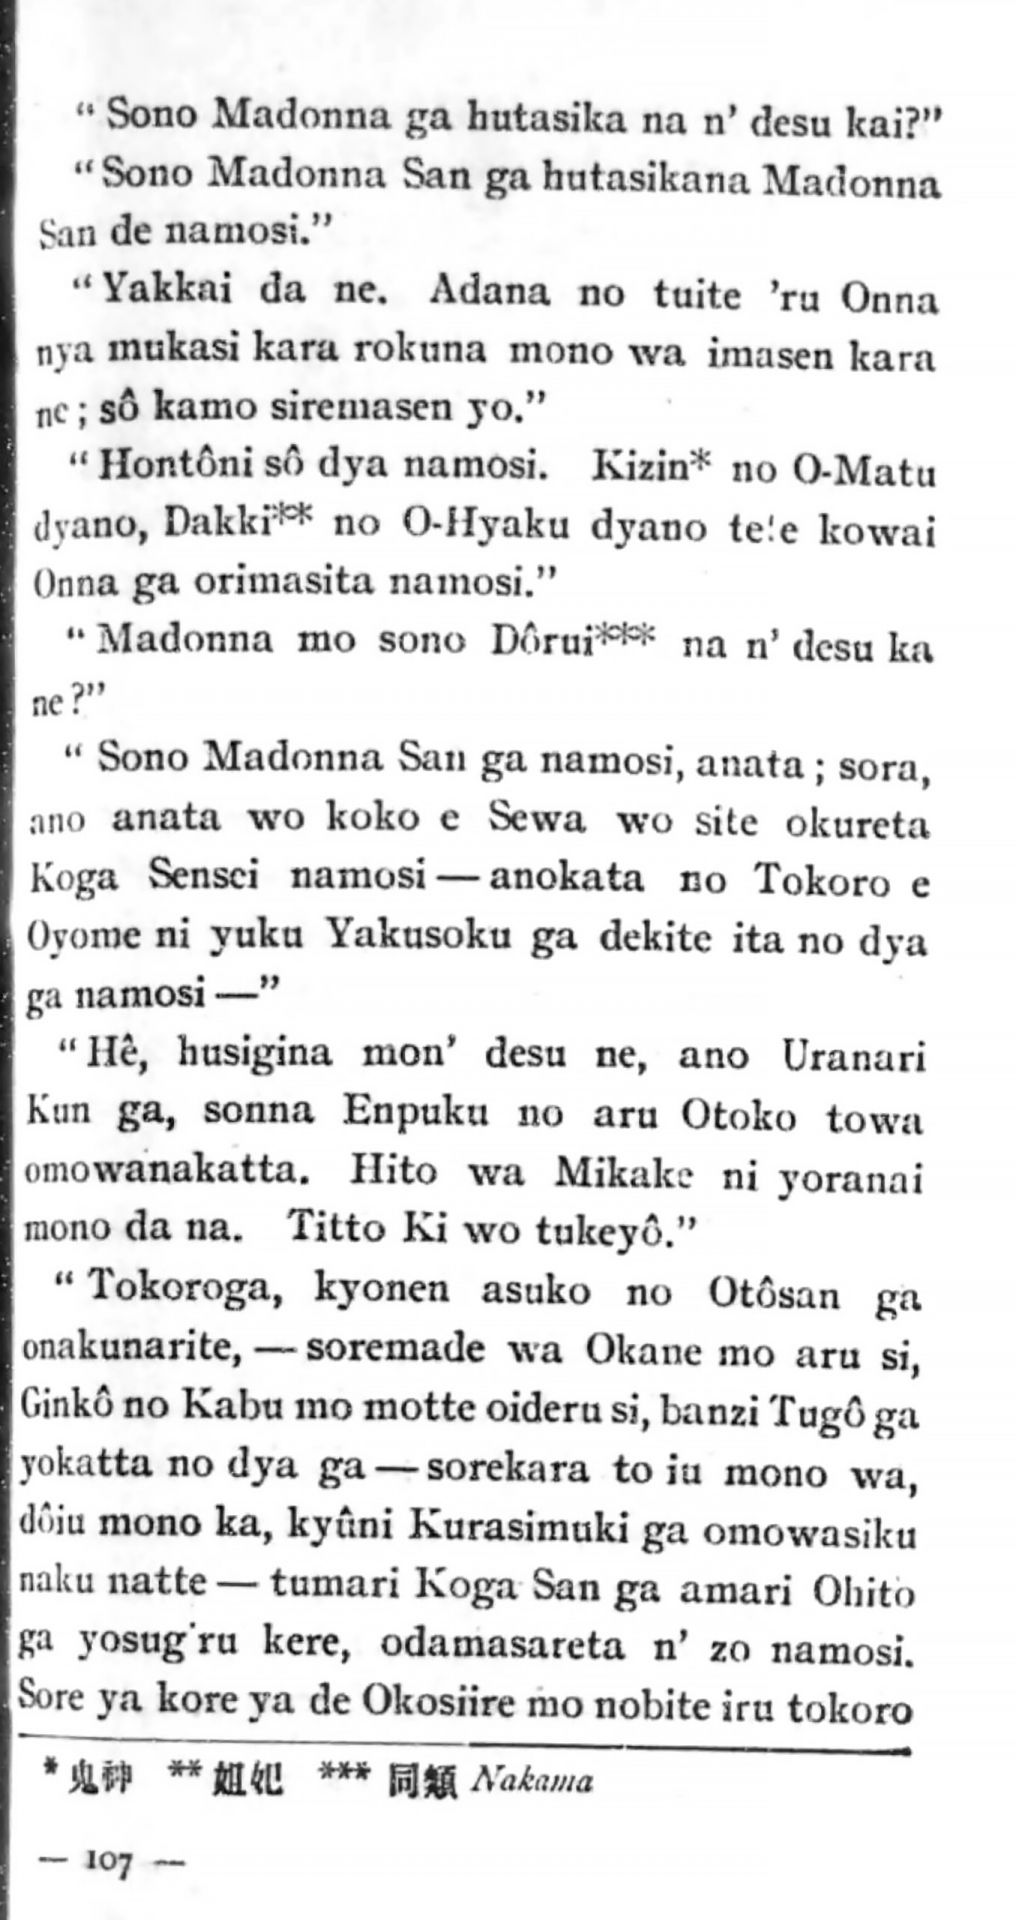 “Sono Madonna ga hutasika na n’ desu kai?”
“Sono Madonna San ga hutasikana Madonna
San de namosi.”
“Yakkai da ne. Adana no tuite ’ru Onna
nya mukasi kara rokuna mono wa imasen kara
ne; sô kamo siremasen yo.”
“Hontôni sô dya namosi. Kizin* no O-Matu
dyano, Dakki** no O-Hyaku dyano tete kowai
Onna ga orimasita namosi.”
“Madonna mo sono Dôrui*** na n’ desu ka
ne?”
“Sono Madonna San ga namosi, anata; sora,
ano anata wo koko e Sewa wo site okureta
Koga Sensei namosi — anokata no Tokoro e
Oyome ni yuku Yakusoku ga dekite ita no dya
ga namosi —”
“Hê, husigina mon’ desu ne, ano Uranari
Kun ga, sonna Enpuku no aru Otoko towa
omowanakatta. Hito wa Mikake ni yoranai
mono da na. Titto Ki wo tukeyô.”
“Tokoroga, kyonen asuko no Otôsan ga
onakunarite, — soremade wa Okane mo aru si,
Ginkô no Kabu mo motte oideru si, banzi Tugô ga
yokatta no dya ga — sorekara to iu mono wa,
dôiu mono ka, kyûni Kurasimuki ga omowasiku
naku natte — tumari Koga San ga amari Ohito
ga yosug’ru kere, odamasareta n’ zo namosi.
Sore ya kore ya de Okosiire mo nobite iru tokoro
* 鬼神 ** 妲妃 *** 同類 Nakama
— 107 —